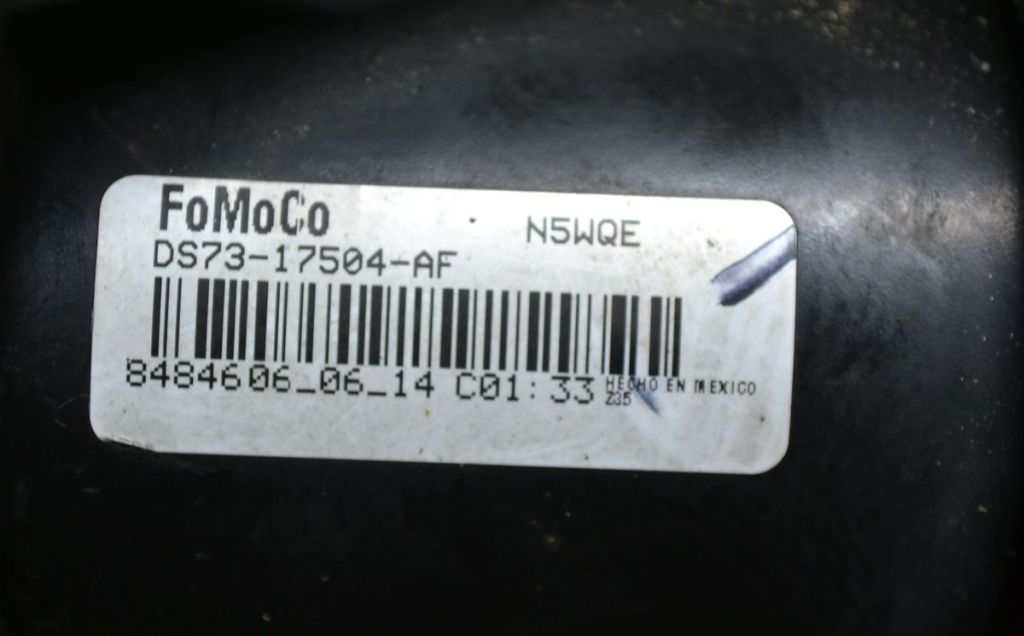 FoMoCo
N5WQE
DS73-17504-AF
8484606_06_14 C01:33 HECHO EN MEXICO
Z35